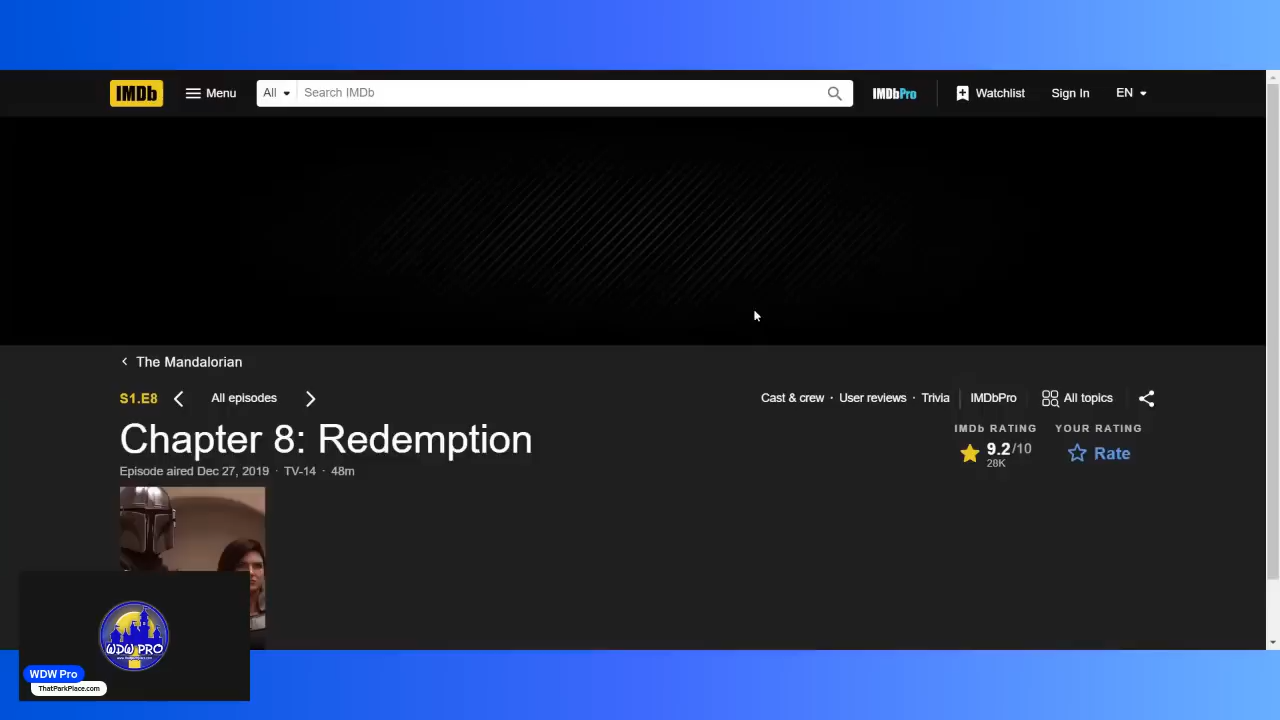 IMDb Menu All Search IMDb IMDbPro Watchlist Sign In EN
The Mandalorian
S1.E8 All episodes Cast & crew · User reviews · Trivia IMDbPro All topics
Chapter 8: Redemption
IMDb RATING YOUR RATING
9.2/10 Rate
28K
Episode aired Dec 27, 2019 · TV-14 · 48m
WDW PRO
WDW Pro
ThatParkPlace.com